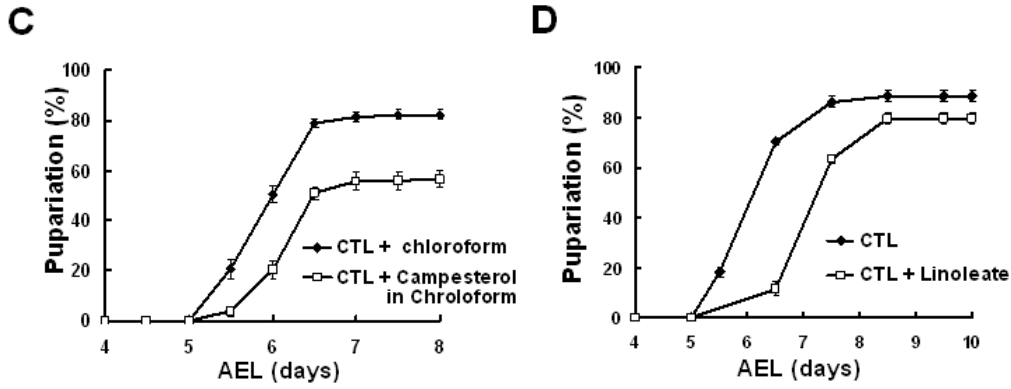 C
100
80
60
40
20
0
Pupariation (%)
4 5 6 7 8
AEL (days)
CTL + chloroform
CTL + Campesterol
in Chroloform
D
100
80
60
40
20
0
Pupariation (%)
4 5 6 7 8 9 10
AEL (days)
CTL
CTL + Linoleate